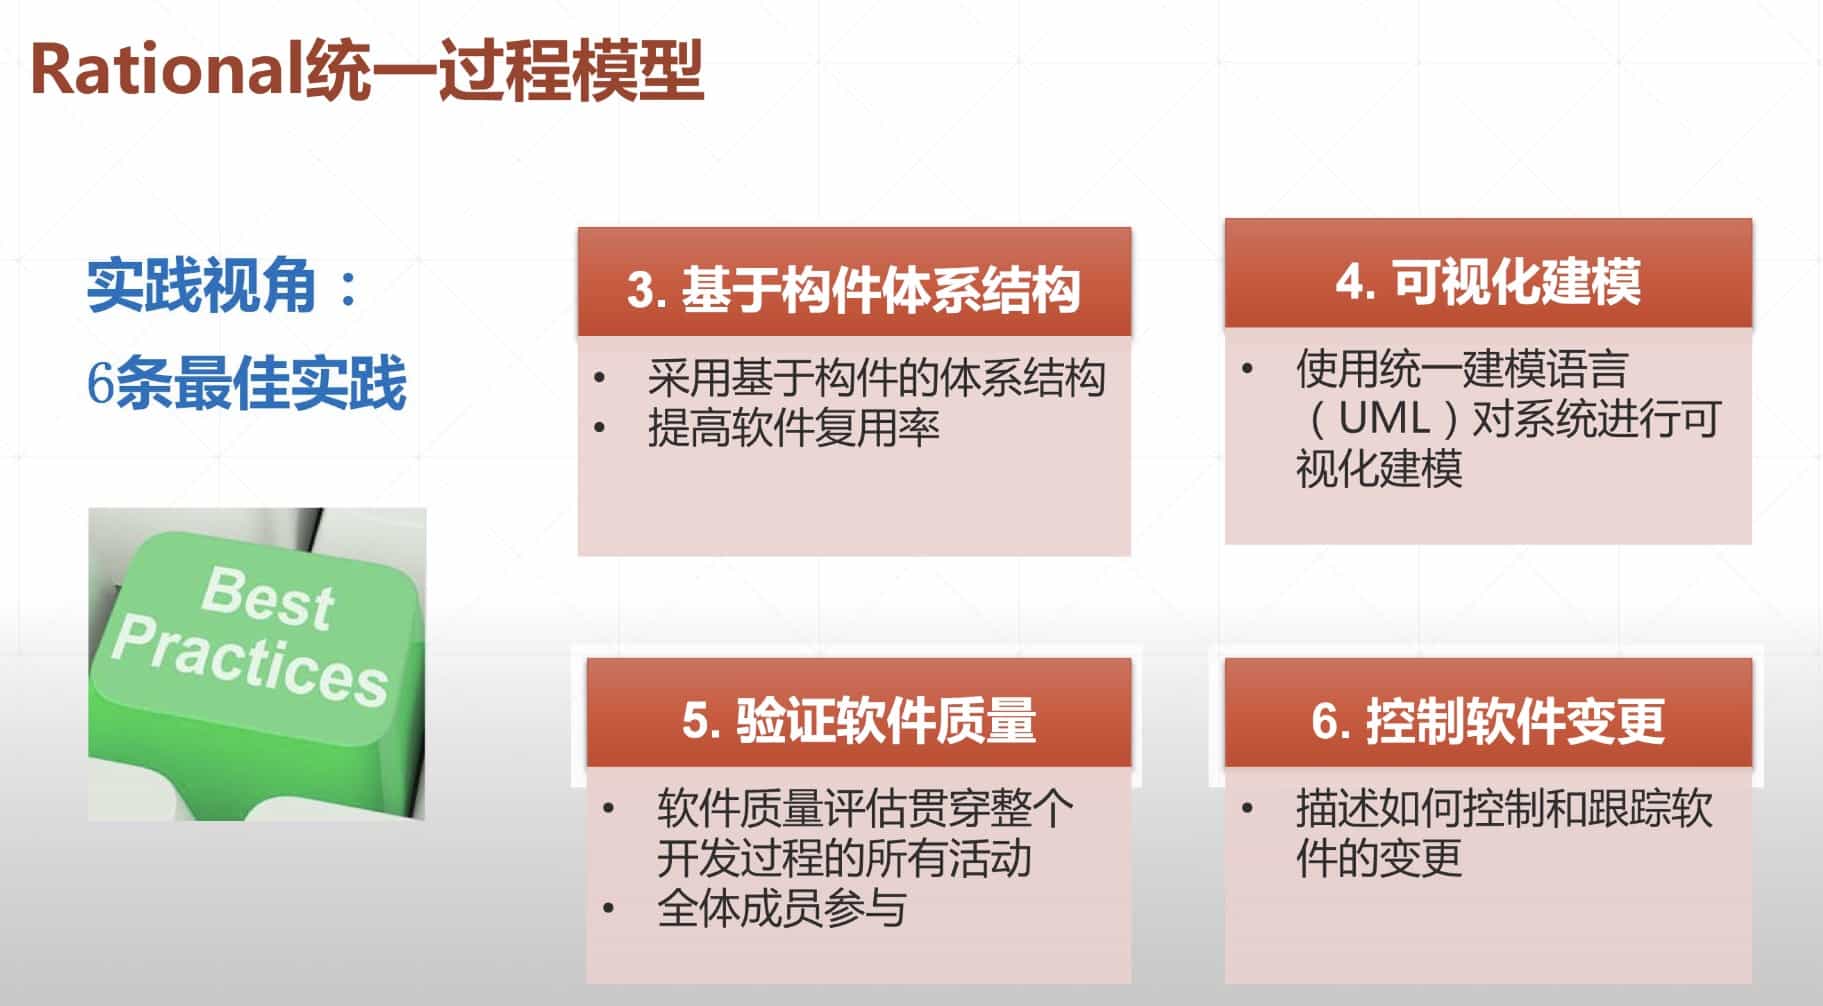 Rational统一过程模型
实践视角：
6条最佳实践
Best
Practices
3. 基于构件体系结构
• 采用基于构件的体系结构
• 提高软件复用率
4. 可视化建模
• 使用统一建模语言
（UML）对系统进行可
视化建模
5. 验证软件质量
• 软件质量评估贯穿整个
开发过程的所有活动
• 全体成员参与
6. 控制软件变更
• 描述如何控制和跟踪软
件的变更